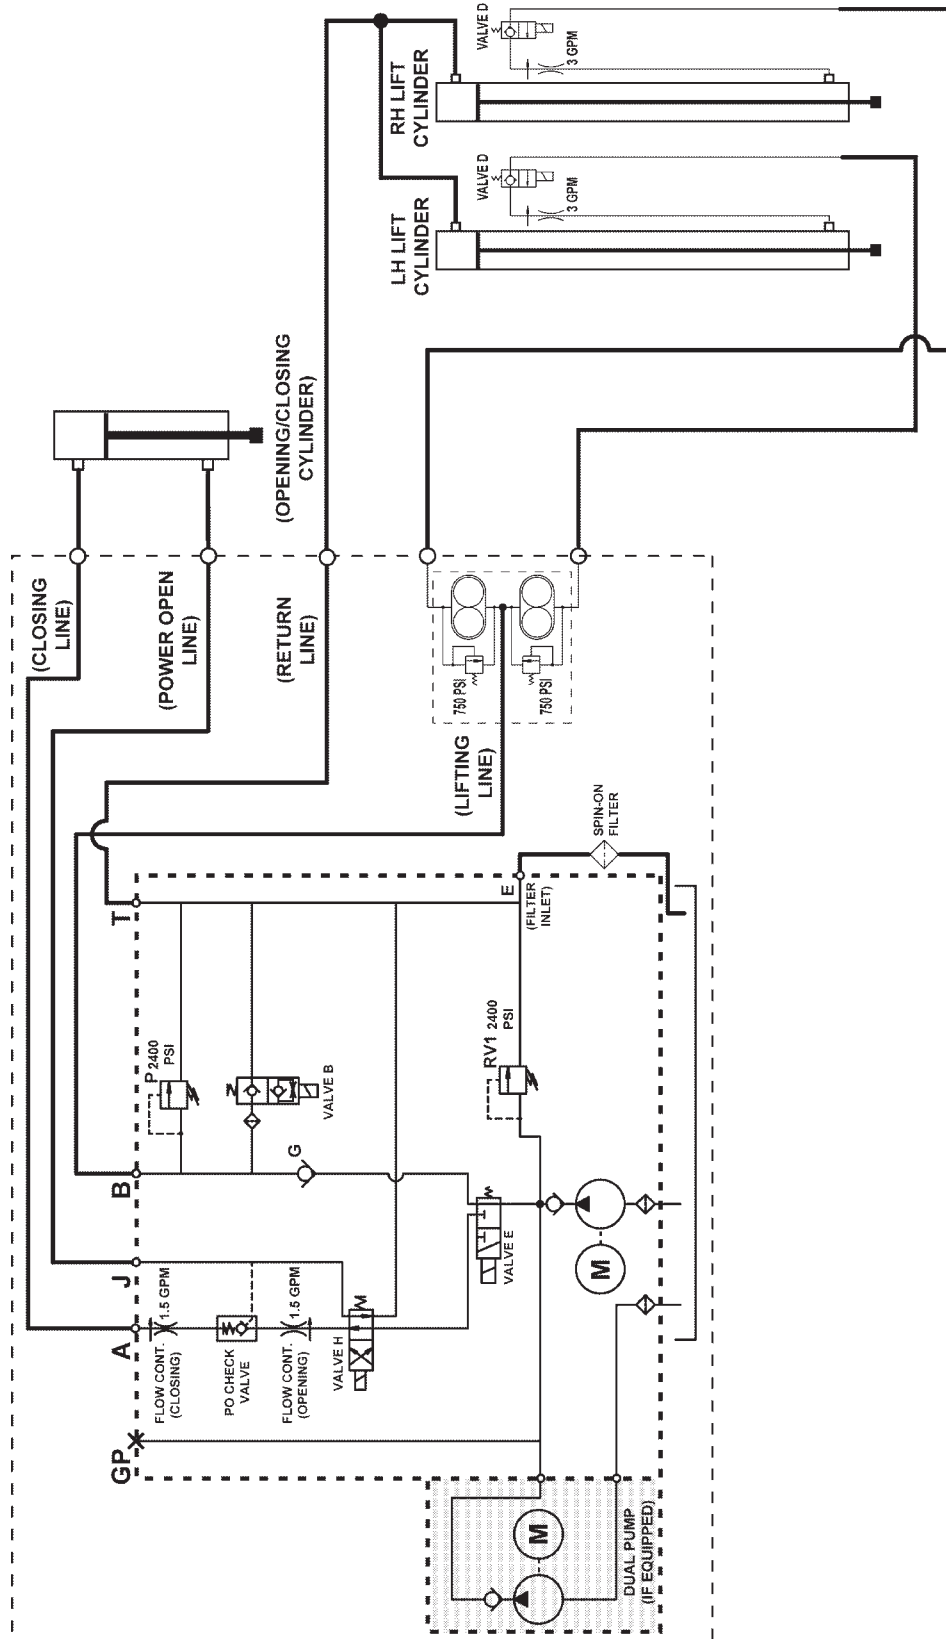 VALVE D
3 GPM
RH LIFT
CYLINDER
VALVE D
3 GPM
LH LIFT
CYLINDER
(OPENING/CLOSING
CYLINDER)
(CLOSING
LINE)
(POWER OPEN
LINE)
(RETURN
LINE)
750 PSI
750 PSI
(LIFTING
LINE)
SPIN-ON
FILTER
T
E
(FILTER
INLET)
P 2400
PSI
RV1 2400
PSI
VALVE B
B
G
J
VALVE E
A
1.5 GPM
1.5 GPM
FLOW CONT.
(CLOSING)
PO CHECK
VALVE
FLOW CONT.
(OPENING)
VALVE H
M
GP
M
DUAL PUMP
(IF EQUIPPED)